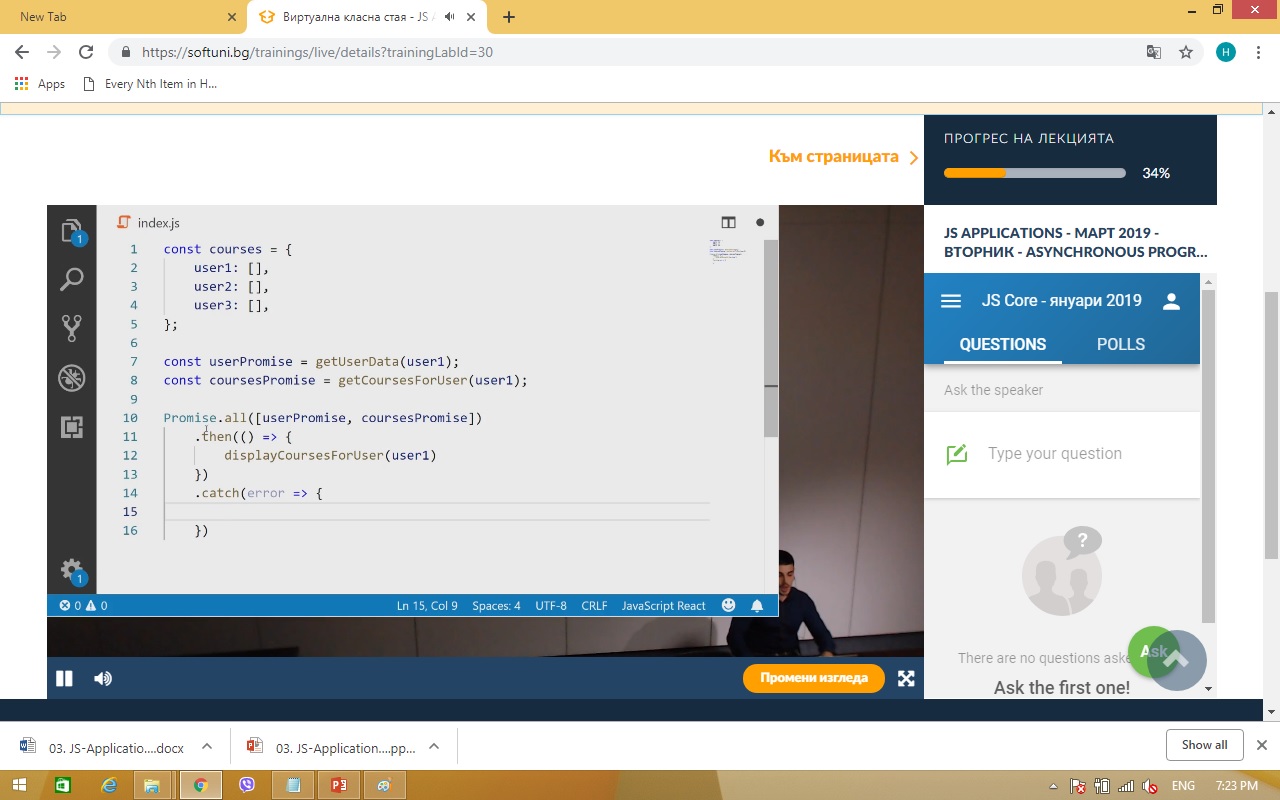 New Tab
Виртуална класна стая - JS A
https://softuni.bg/trainings/live/details?trainingLabId=30
H
Apps
Every Nth Item in H...
Към страницата
ПРОГРЕС НА ЛЕКЦИЯТА
34%
JS APPLICATIONS - МАРТ 2019 -
ВТОРНИК - ASYNCHRONOUS PROGR...
JS Core - януари 2019
QUESTIONS POLLS
Ask the speaker
Type your question
?
There are no questions aske
Ask
Ask the first one!
index.js
1 const courses = {
2 user1: [],
3 user2: [],
4 user3: [],
5 };
6
7 const userPromise = getUserData(user1);
8 const coursesPromise = getCoursesForUser(user1);
9
10 Promise.all([userPromise, coursesPromise])
11 .then(() => {
12 displayCoursesForUser(user1)
13 })
14 .catch(error => {
15
16 })
1
1
0 0 Ln 15, Col 9 Spaces: 4 UTF-8 CRLF JavaScript React
Промени изгледа
03. JS-Applicatio....docx
03. JS-Application....pp...
Show all
ENG 7:23 PM